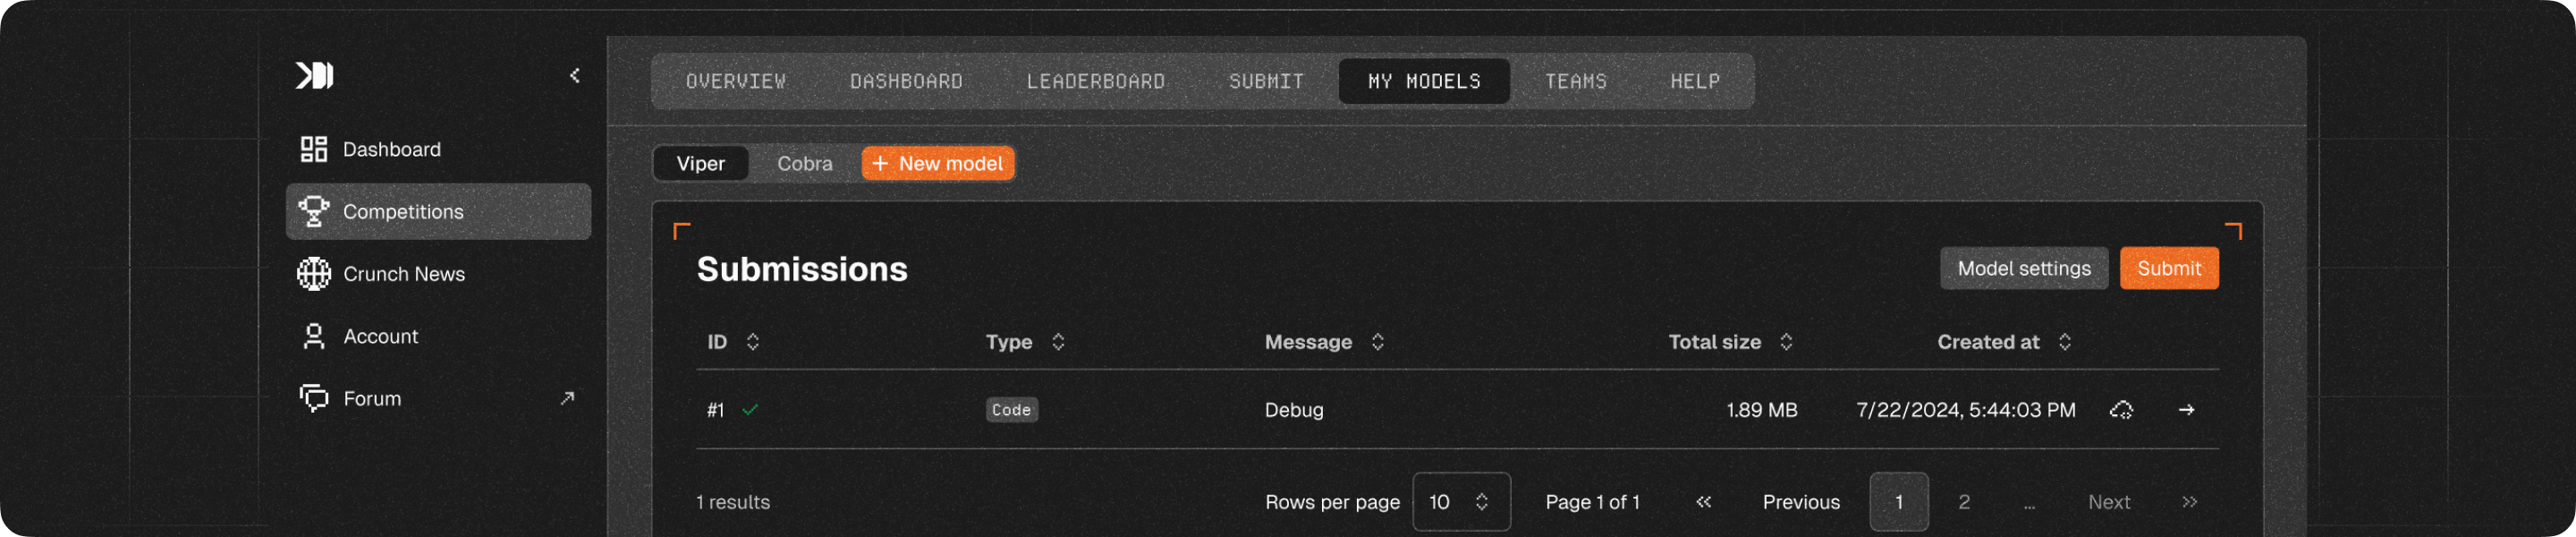 OVERVIEW DASHBOARD LEADERBOARD SUBMIT MY MODELS TEAMS HELP
Dashboard
Competitions
Crunch News
Account
Forum
Viper Cobra + New model
Submissions
Model settings Submit
ID Type Message Total size Created at
#1 Code Debug 1.89 MB 7/22/2024, 5:44:03 PM
1 results Rows per page 10 Page 1 of 1 « Previous 1 2 ... Next »